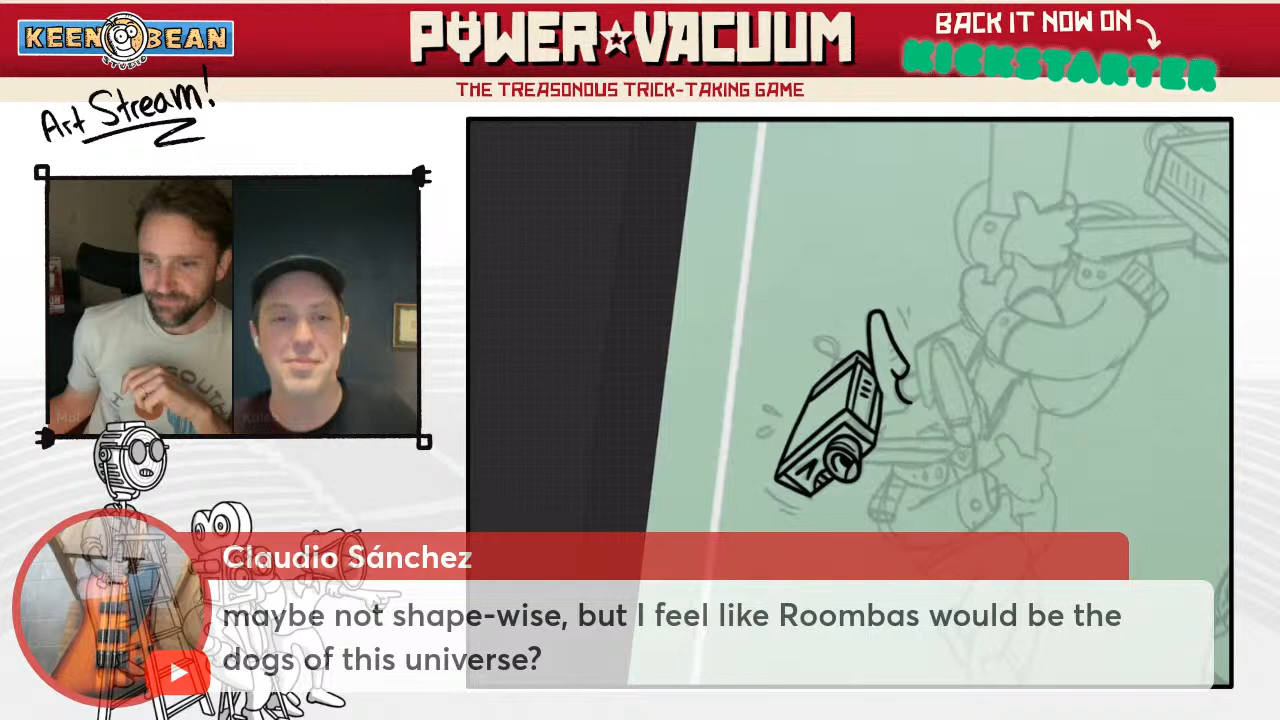 KEEN BEAN
STUDIO
POWER VACUUM
BACK IT NOW ON
KICKSTARTER
THE TREASONOUS TRICK-TAKING GAME
Art Stream!
Claudio Sánchez
maybe not shape-wise, but I feel like Roombas would be the
dogs of this universe?